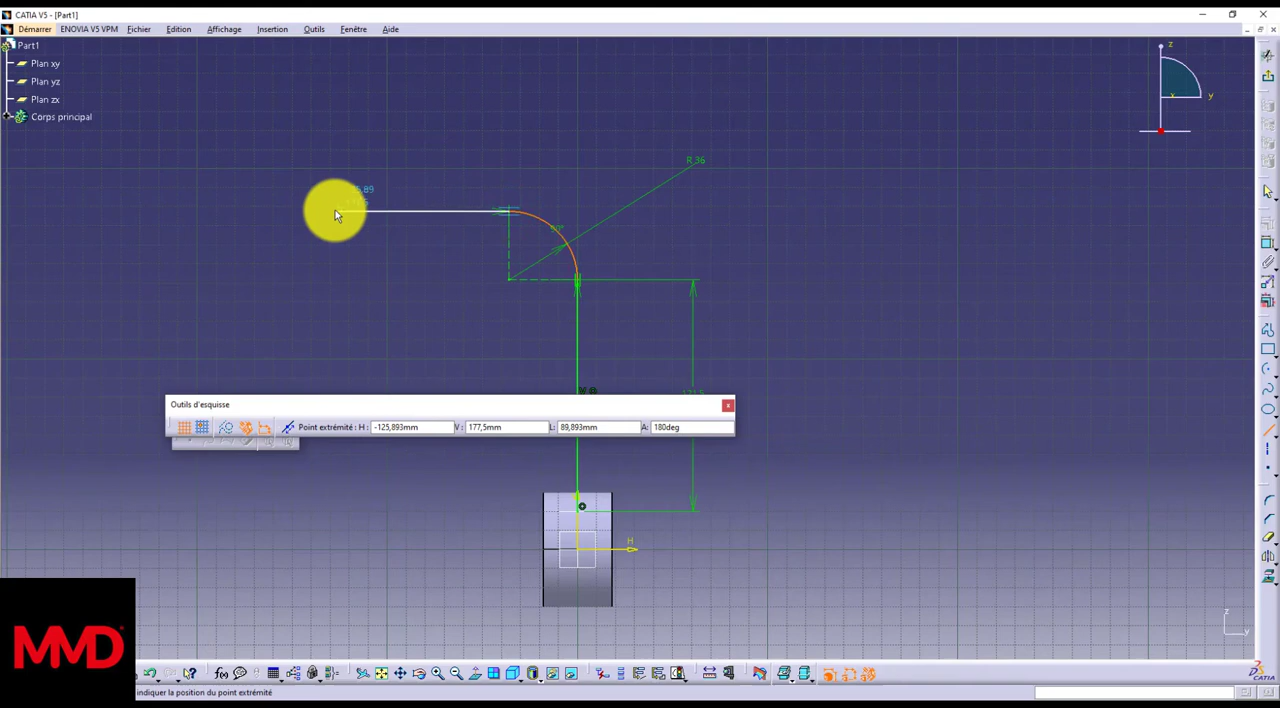 CATIA V5 - [Part1]
Démarrer ENOVIA V5 VPM Fichier Edition Affichage Insertion Outils Fenêtre Aide
Part1
Plan xy
Plan yz
Plan zx
Corps principal
z
x
y
R 36
90°
V
H
Outils d'esquisse
Point extrémité : H : -125,893mm V : 177,5mm L: 89,893mm A: 180deg
MMD
z
y
f(x)
CATIA
indiquer la position du point extrémité